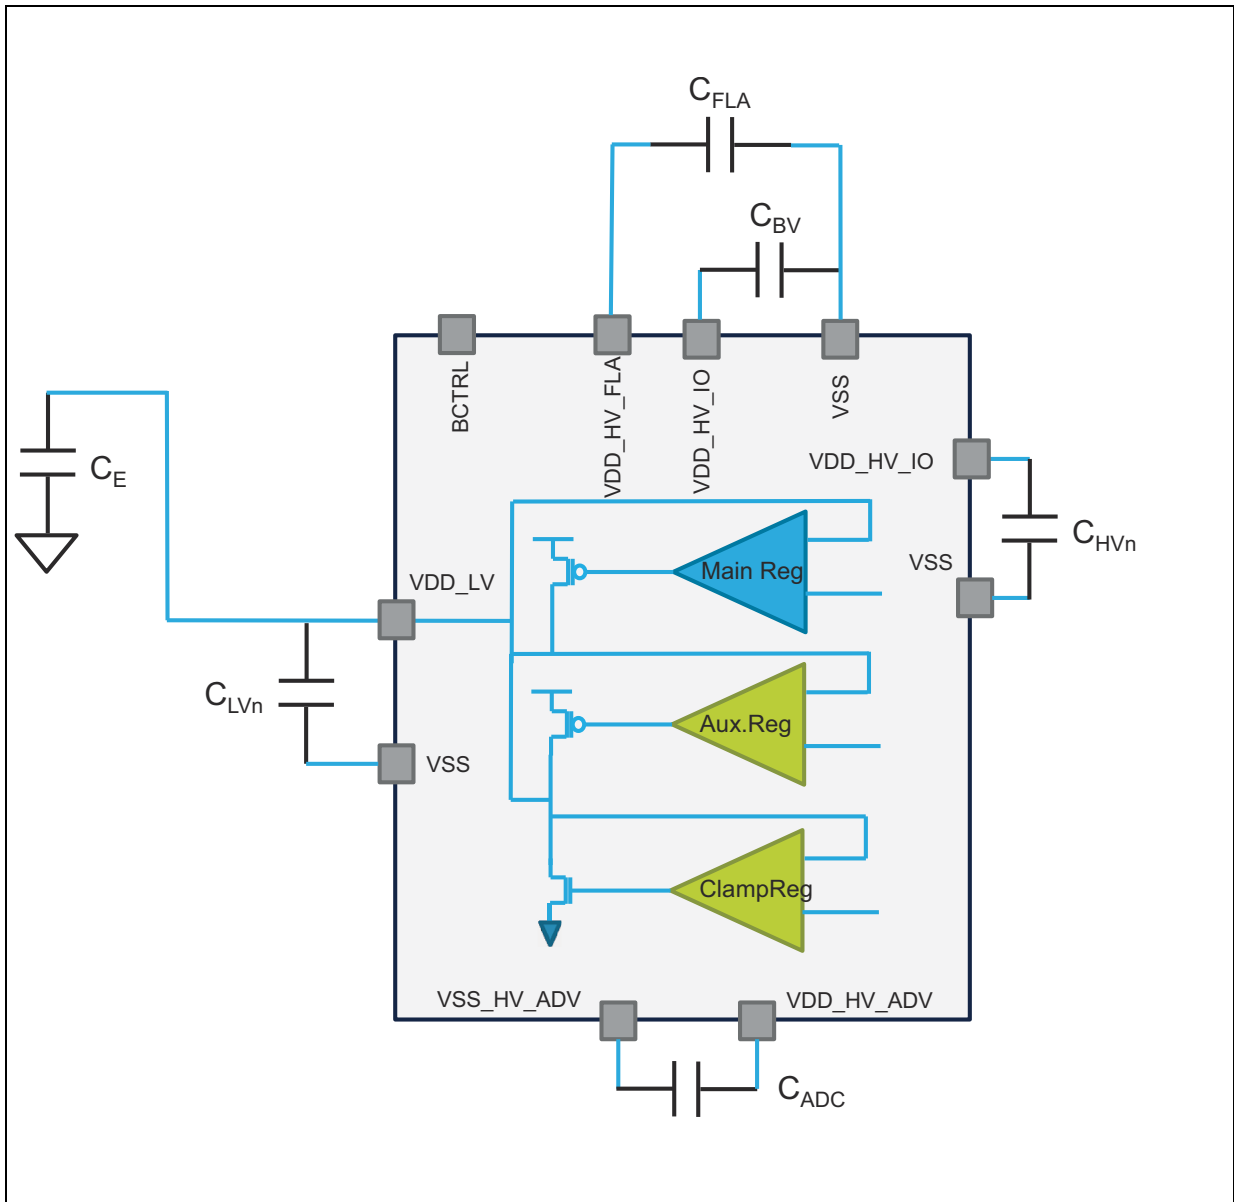 CFLA
CBV
BCTRL
VDD_HV_FLA
VDD_HV_IO
VSS
CE
VDD_HV_IO
CHVn
VSS
Main Reg
VDD_LV
CLVn
Aux.Reg
VSS
ClampReg
VSS_HV_ADV
VDD_HV_ADV
CADC